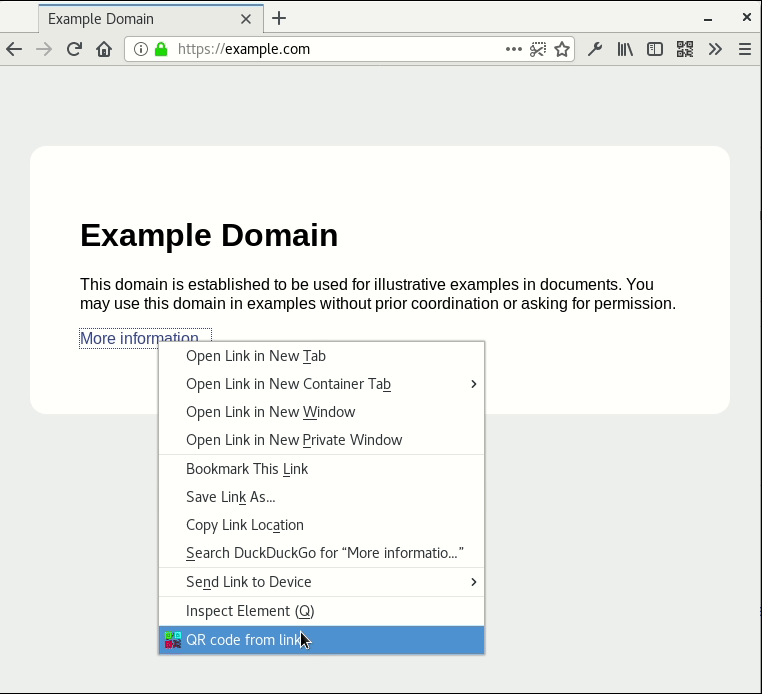 Example Domain
https://example.com
Example Domain
This domain is established to be used for illustrative examples in documents. You
may use this domain in examples without prior coordination or asking for permission.
More information...
Open Link in New Tab
Open Link in New Container Tab
Open Link in New Window
Open Link in New Private Window
Bookmark This Link
Save Link As...
Copy Link Location
Search DuckDuckGo for “More informatio...”
Send Link to Device
Inspect Element (Q)
QR code from link